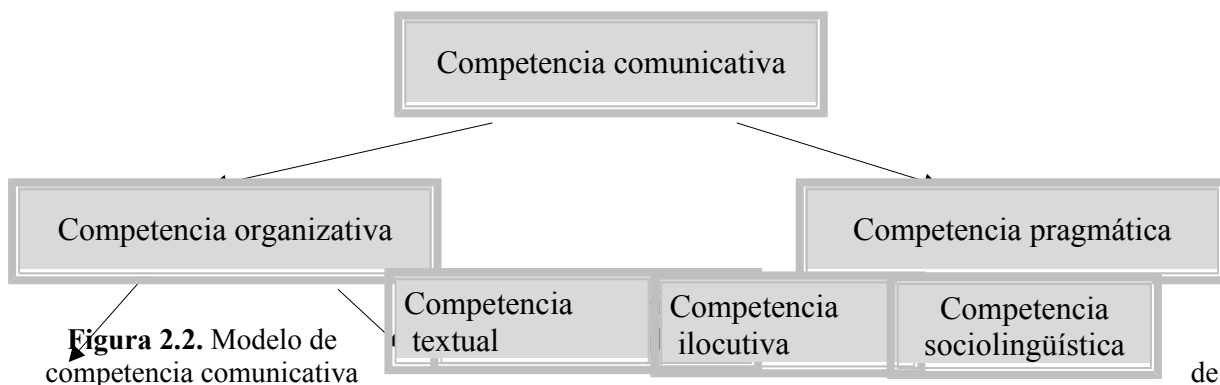 Competencia comunicativa
Competencia organizativa
Competencia pragmática
Competencia
textual
Competencia
ilocutiva
Competencia
sociolingüística
Figura 2.2. Modelo de
competencia comunicativa de